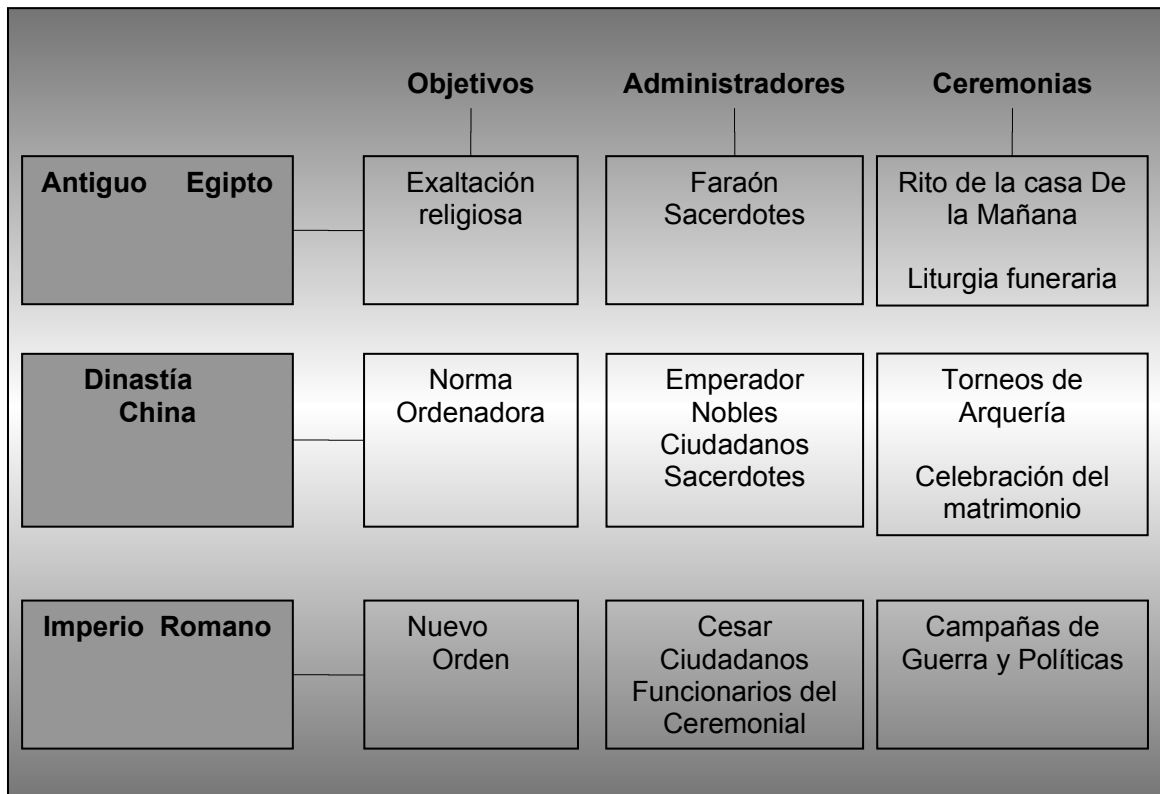 Objetivos
Administradores
Ceremonias
Antiguo Egipto
Exaltación
religiosa
Faraón
Sacerdotes
Rito de la casa De
la Mañana
Liturgia funeraria
Dinastía
China
Norma
Ordenadora
Emperador
Nobles
Ciudadanos
Sacerdotes
Torneos de
Arquería
Celebración del
matrimonio
Imperio Romano
Nuevo
Orden
Cesar
Ciudadanos
Funcionarios del
Ceremonial
Campañas de
Guerra y Políticas